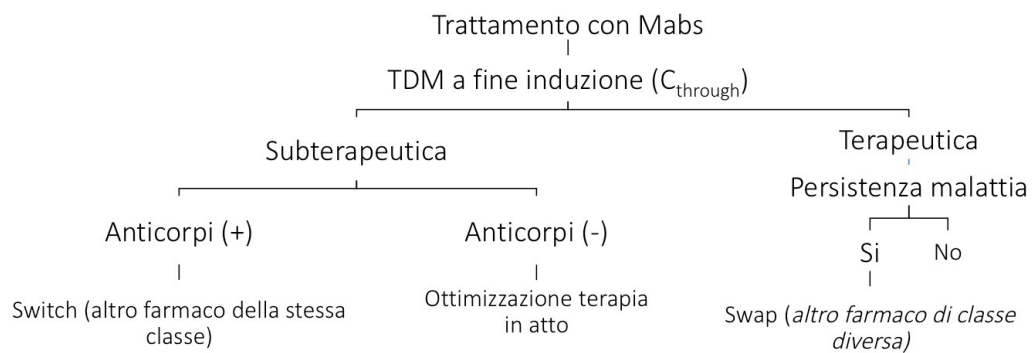 Trattamento con Mabs
TDM a fine induzione (Cthrough)
Subterapeutica
Terapeutica
Persistenza malattia
Anticorpi (+)
Anticorpi (-)
Si
No
Switch (altro farmaco della stessa
classe)
Ottimizzazione terapia
in atto
Swap (altro farmaco di classe
diversa)